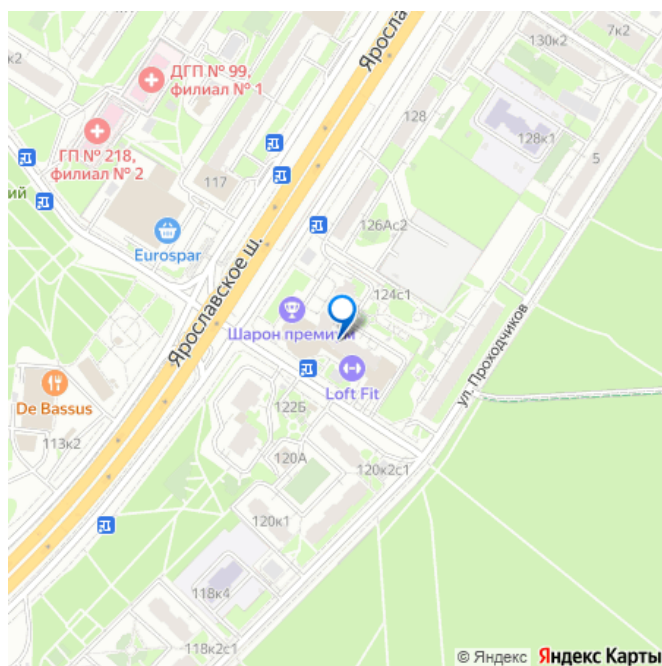 Яросла
130к2
7к2
к2
ДГП № 99,
филиал № 1
128
128к1
5
ГП № 218,
филиал № 2
117
ий
126Ас2
Eurospar
Ярославское ш.
124с1
Шарон премиум
ул. Проходчиков
De Bassus
Loft Fit
122Б
113к2
120А
120к2с1
120к1
118к4
118к2с1
© Яндекс Яндекс Карты